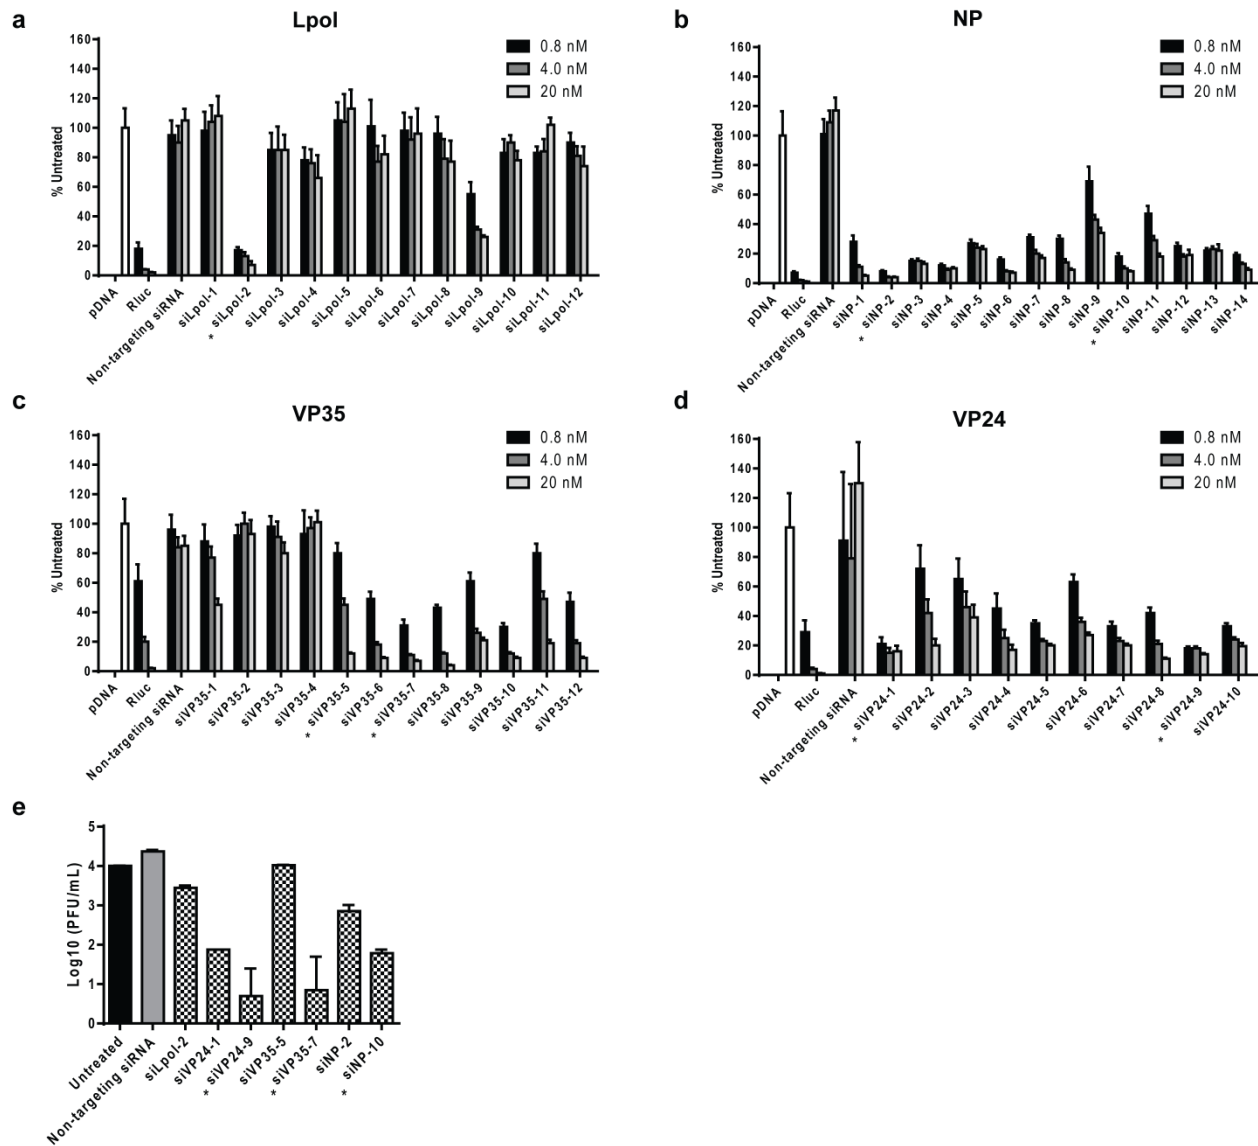 a
Lpol
160
140
120
100
80
60
40
20
0
% Untreated
0.8 nM
4.0 nM
20 nM
pDNA
Rluc
Non-targeting siRNA
siLpol-1
* siLpol-2
siLpol-3
siLpol-4
siLpol-5
siLpol-6
siLpol-7
siLpol-8
siLpol-9
siLpol-10
siLpol-11
siLpol-12
b
NP
160
140
120
100
80
60
40
20
0
% Untreated
0.8 nM
4.0 nM
20 nM
pDNA
Rluc
Non-targeting siRNA
siNP-1
* siNP-2
siNP-3
siNP-4
siNP-5
siNP-6
siNP-7
siNP-8
siNP-9
* siNP-10
siNP-11
siNP-12
siNP-13
siNP-14
c
VP35
160
140
120
100
80
60
40
20
0
% Untreated
0.8 nM
4.0 nM
20 nM
pDNA
Rluc
Non-targeting siRNA
siVP35-1
siVP35-2
siVP35-3
siVP35-4
* siVP35-5
siVP35-6
* siVP35-7
siVP35-8
siVP35-9
siVP35-10
siVP35-11
siVP35-12
d
VP24
160
140
120
100
80
60
40
20
0
% Untreated
0.8 nM
4.0 nM
20 nM
pDNA
Rluc
Non-targeting siRNA
* siVP24-1
siVP24-2
siVP24-3
siVP24-4
siVP24-5
siVP24-6
siVP24-7
siVP24-8
* siVP24-9
siVP24-10
e
5
4
3
2
1
0
Log10 (PFU/mL)
Untreated
Non-targeting siRNA
siLpol-2
siVP24-1
* siVP24-9
siVP35-5
* siVP35-7
siNP-2
* siNP-10